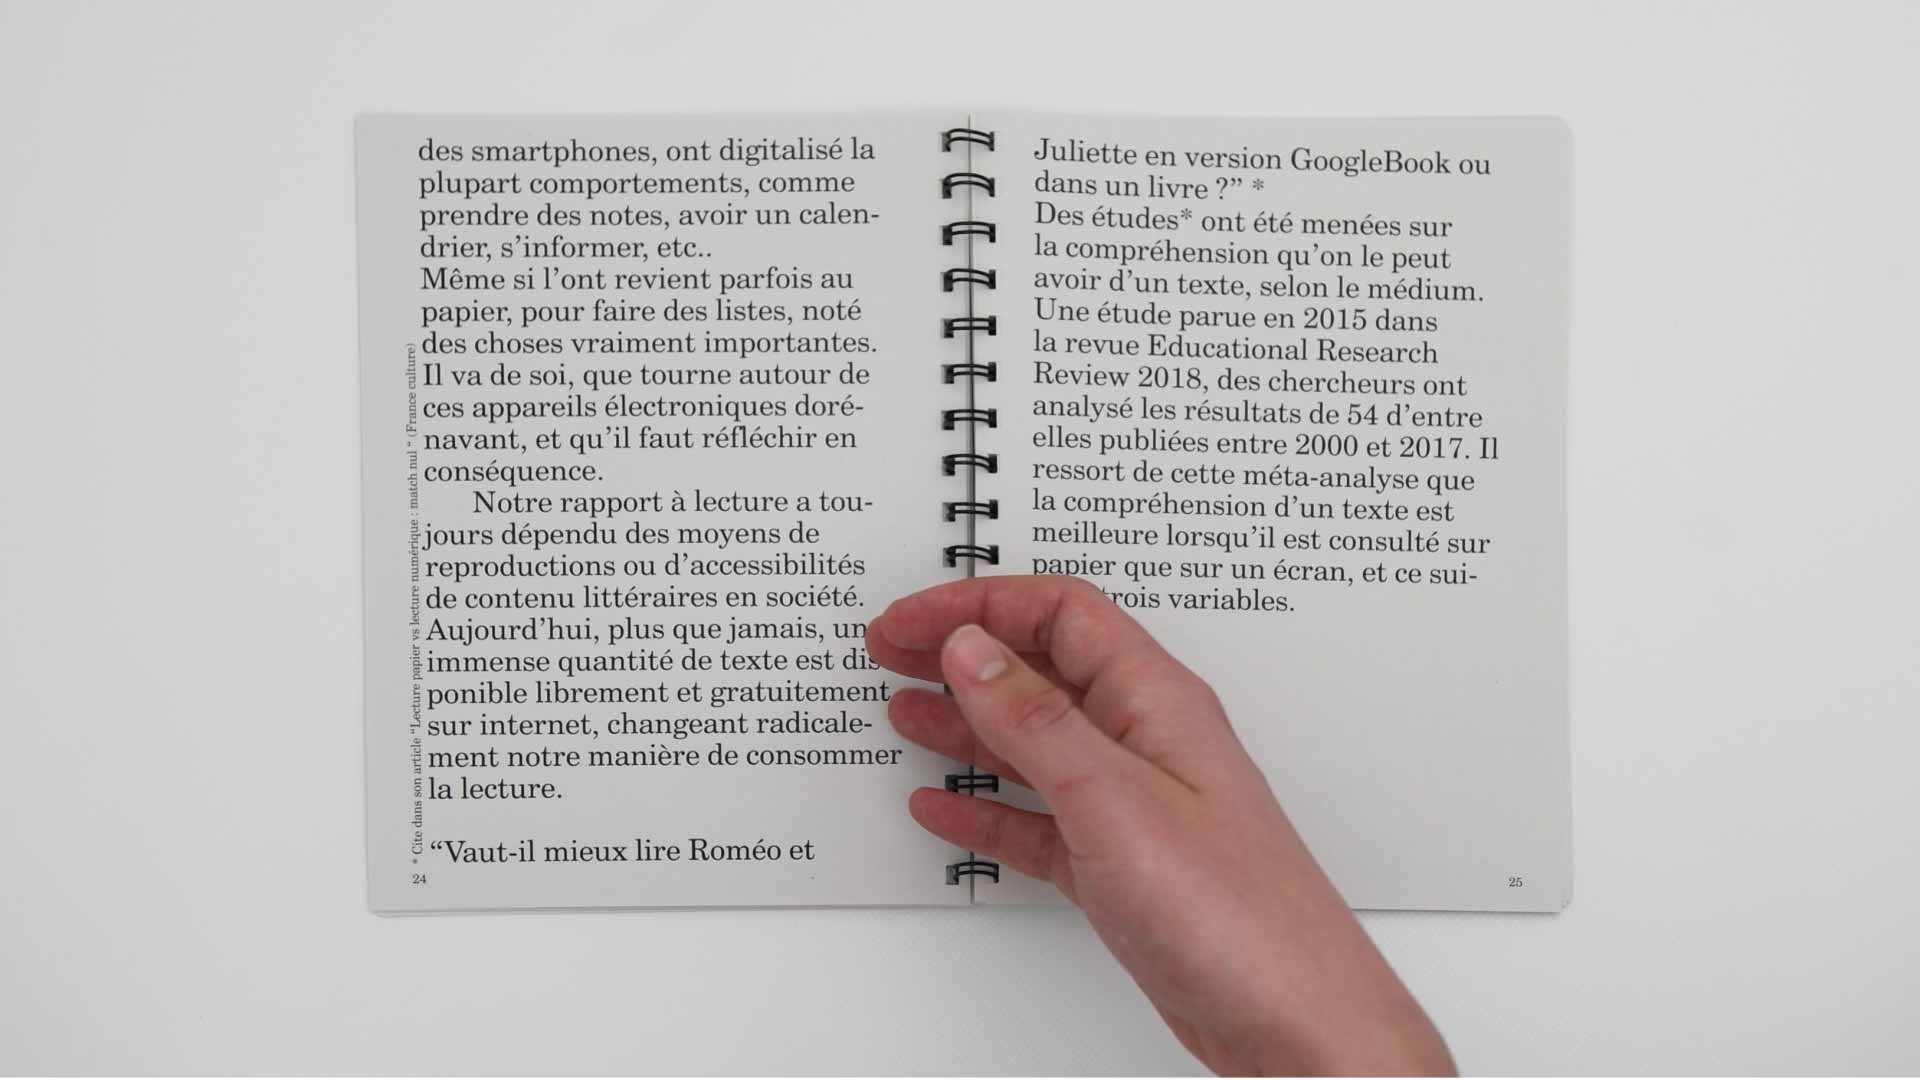 des smartphones, ont digitalisé la
plupart comportements, comme
prendre des notes, avoir un calen-
drier, s’informer, etc..
Même si l’ont revient parfois au
papier, pour faire des listes, noté
des choses vraiment importantes.
Il va de soi, que tourne autour de
ces appareils électroniques doré-
navant, et qu’il faut réfléchir en
conséquence.
Notre rapport à lecture a tou-
jours dépendu des moyens de
reproductions ou d’accessibilités
de contenu littéraires en société.
Aujourd’hui, plus que jamais, un
immense quantité de texte est dis
ponible librement et gratuitement
sur internet, changeant radicale-
ment notre manière de consommer
la lecture.
“Vaut-il mieux lire Roméo et
* Cite dans son article “Lecture papier vs lecture numérique : match nul “ (France culture)
24
Juliette en version GoogleBook ou
dans un livre ?” *
Des études* ont été menées sur
la compréhension qu’on le peut
avoir d’un texte, selon le médium.
Une étude parue en 2015 dans
la revue Educational Research
Review 2018, des chercheurs ont
analysé les résultats de 54 d’entre
elles publiées entre 2000 et 2017. Il
ressort de cette méta-analyse que
la compréhension d’un texte est
meilleure lorsqu’il est consulté sur
papier que sur un écran, et ce sui-
trois variables.
25